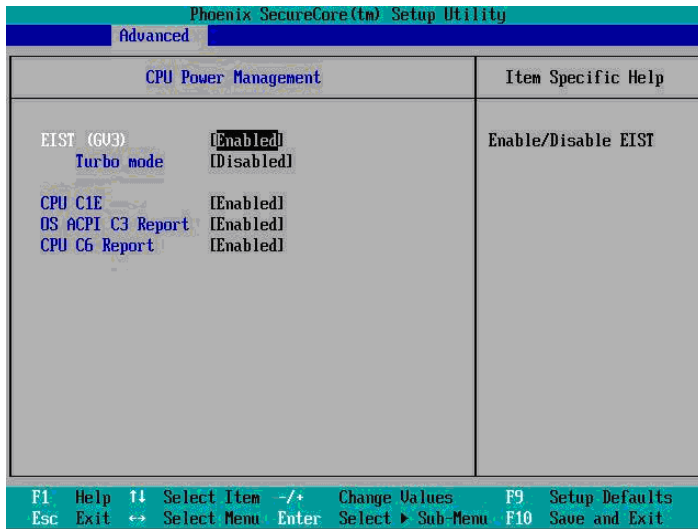 Phoenix SecureCore(tm) Setup Utility
Advanced
CPU Power Management
Item Specific Help
EIST (GV3) [Enabled]
Enable/Disable EIST
Turbo mode [Disabled]
CPU C1E [Enabled]
OS ACPI C3 Report [Enabled]
CPU C6 Report [Enabled]
F1 Help ↑↓ Select Item -/+ Change Values F9 Setup Defaults
Esc Exit ↔ Select Menu Enter Select ▶ Sub-Menu F10 Save and Exit